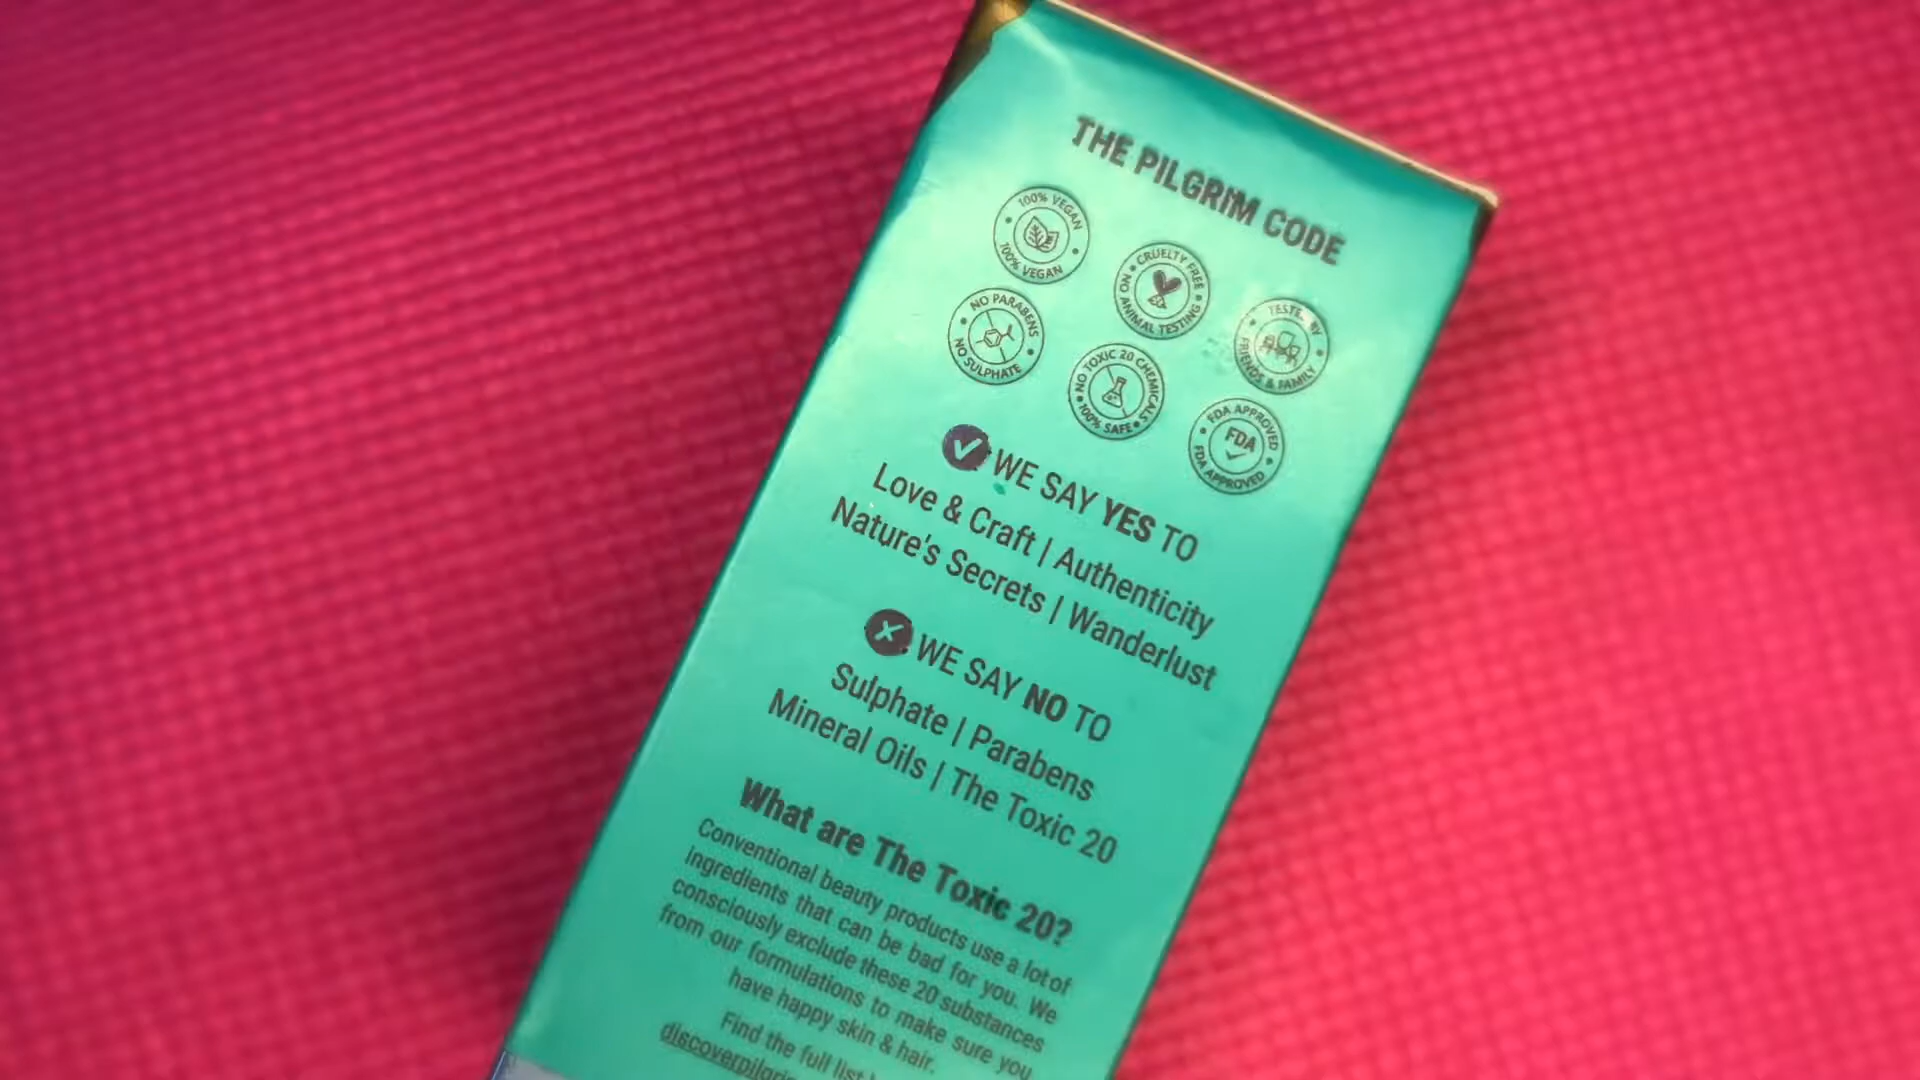 THE PILGRIM CODE
100% VEGAN
100% VEGAN
CRUELTY FREE
NO ANIMAL TESTING
TESTED BY
FRIENDS & FAMILY
NO PARABENS
NO SULPHATE
NO TOXIC 20 CHEMICALS
100% SAFE
FDA APPROVED
FDA
FDA APPROVED
WE SAY YES TO
Love & Craft | Authenticity
Nature's Secrets | Wanderlust
WE SAY NO TO
Sulphate | Parabens
Mineral Oils | The Toxic 20
What are The Toxic 20?
Conventional beauty products use a lot of
ingredients that can be bad for you. We
consciously exclude these 20 substances
from our formulations to make sure you
have happy skin & hair.
Find the full list